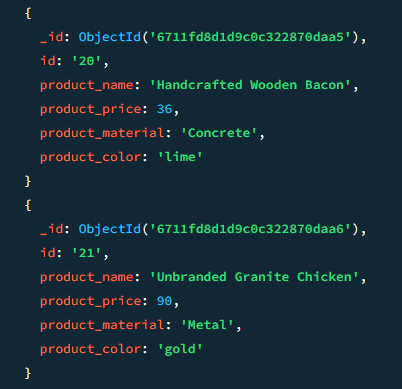 {
_id: ObjectId('6711fd8d1d9c0c322870daa5'),
id: '20',
product_name: 'Handcrafted Wooden Bacon',
product_price: 36,
product_material: 'Concrete',
product_color: 'lime'
}
{
_id: ObjectId('6711fd8d1d9c0c322870daa6'),
id: '21',
product_name: 'Unbranded Granite Chicken',
product_price: 90,
product_material: 'Metal',
product_color: 'gold'
}